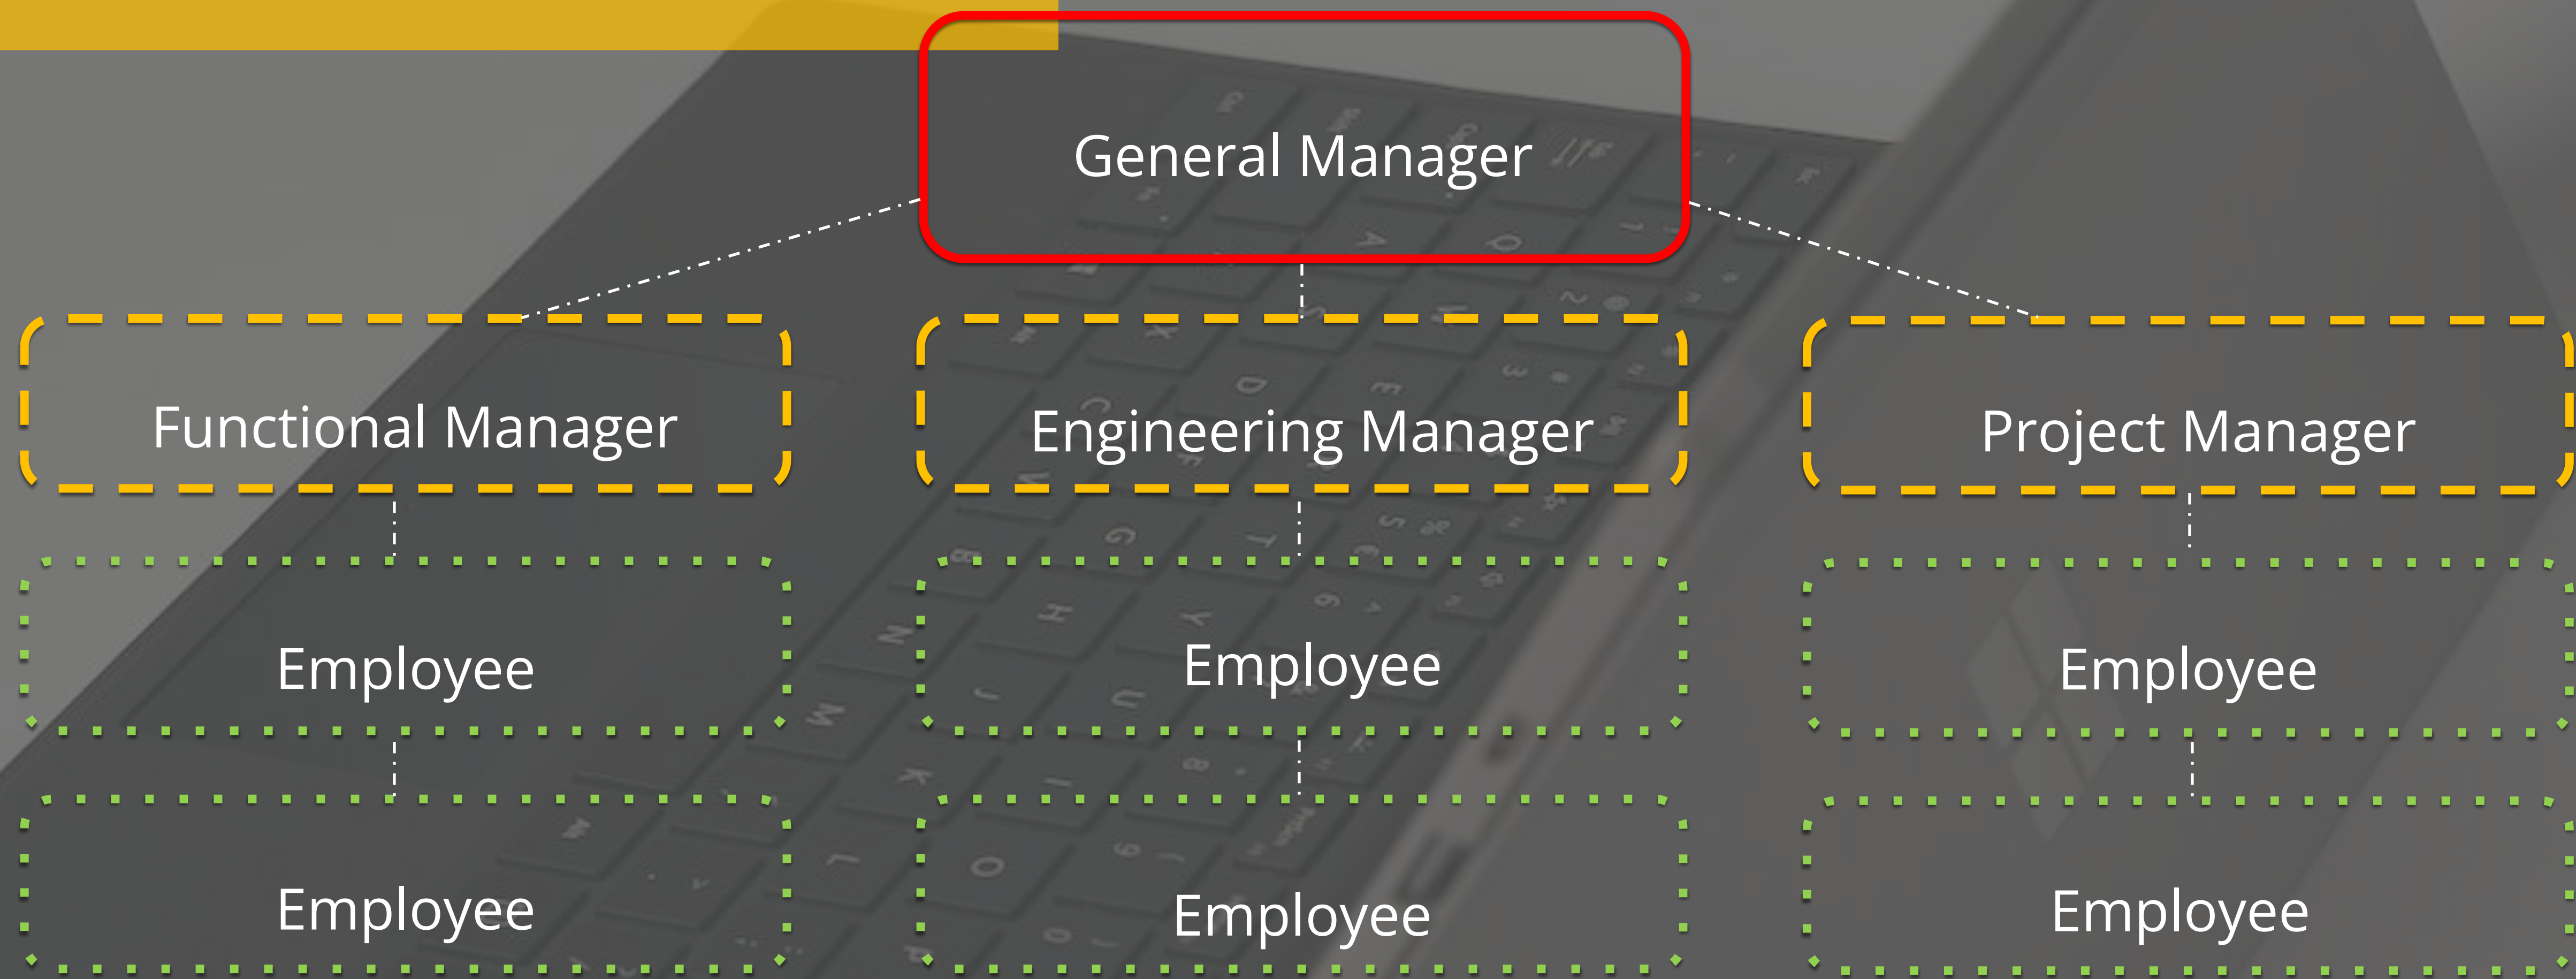 General Manager
Functional Manager
Engineering Manager
Project Manager
Employee
Employee
Employee
Employee
Employee
Employee